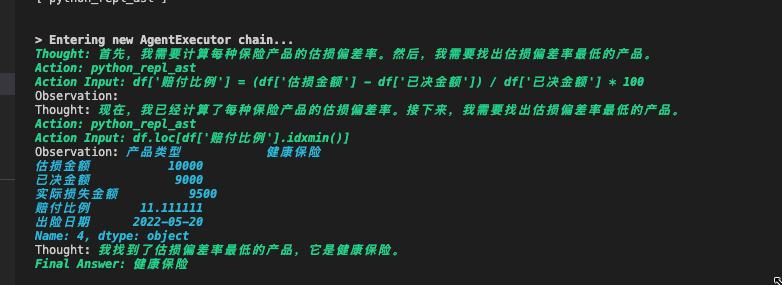 > Entering new AgentExecutor chain...
Thought: 首先，我需要计算每种保险产品的估损偏差率。然后，我需要找出估损偏差率最低的产品。
Action: python_repl_ast
Action Input: df['赔付比例'] = (df['估损金额'] - df['已决金额']) / df['已决金额'] * 100
Observation:
Thought: 现在，我已经计算了每种保险产品的估损偏差率。接下来，我需要找出估损偏差率最低的产品。
Action: python_repl_ast
Action Input: df.loc[df['赔付比例'].idxmin()]
Observation: 产品类型 健康保险
估损金额 10000
已决金额 9000
实际损失金额 9500
赔付比例 11.111111
出险日期 2022-05-20
Name: 4, dtype: object
Thought: 我找到了估损偏差率最低的产品，它是健康保险。
Final Answer: 健康保险